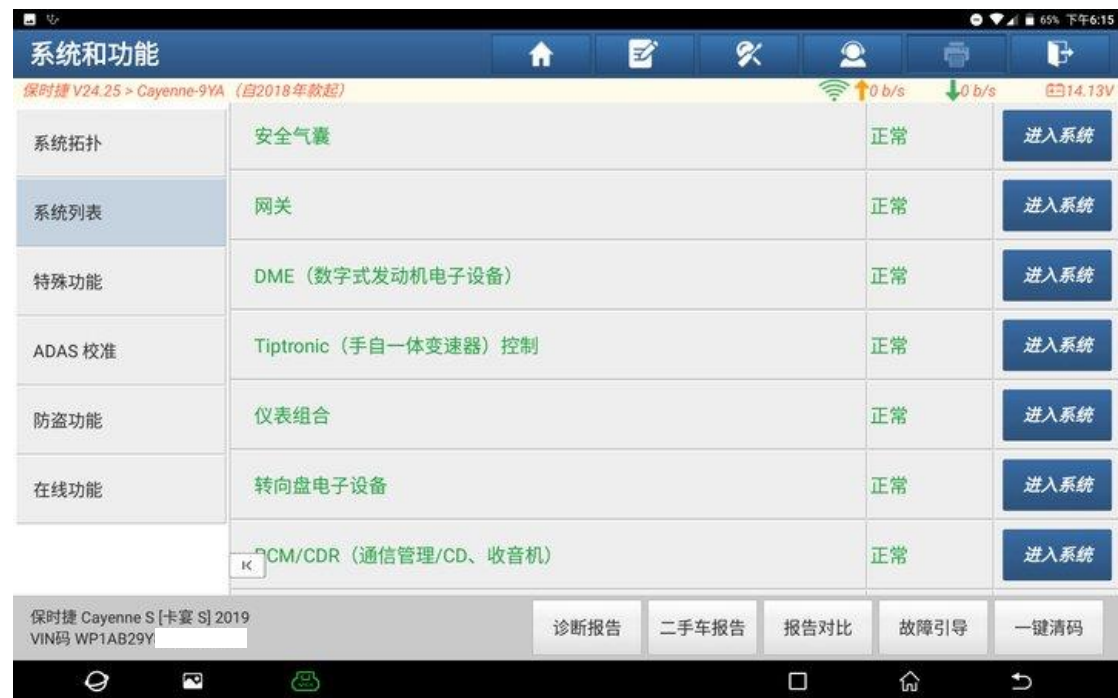 65% 下午6:15
系统和功能
保时捷 V24.25 > Cayenne-9YA （自2018年款起）
0 b/s
0 b/s
14.13V
系统拓扑
系统列表
特殊功能
ADAS 校准
防盗功能
在线功能
安全气囊 正常 进入系统
网关 正常 进入系统
DME（数字式发动机电子设备） 正常 进入系统
Tiptronic（手自一体变速器）控制 正常 进入系统
仪表组合 正常 进入系统
转向盘电子设备 正常 进入系统
PCM/CDR（通信管理/CD、收音机） 正常 进入系统
保时捷 Cayenne S [卡宴 S] 2019
VIN码 WP1AB29Y
诊断报告 二手车报告 报告对比 故障引导 一键清码